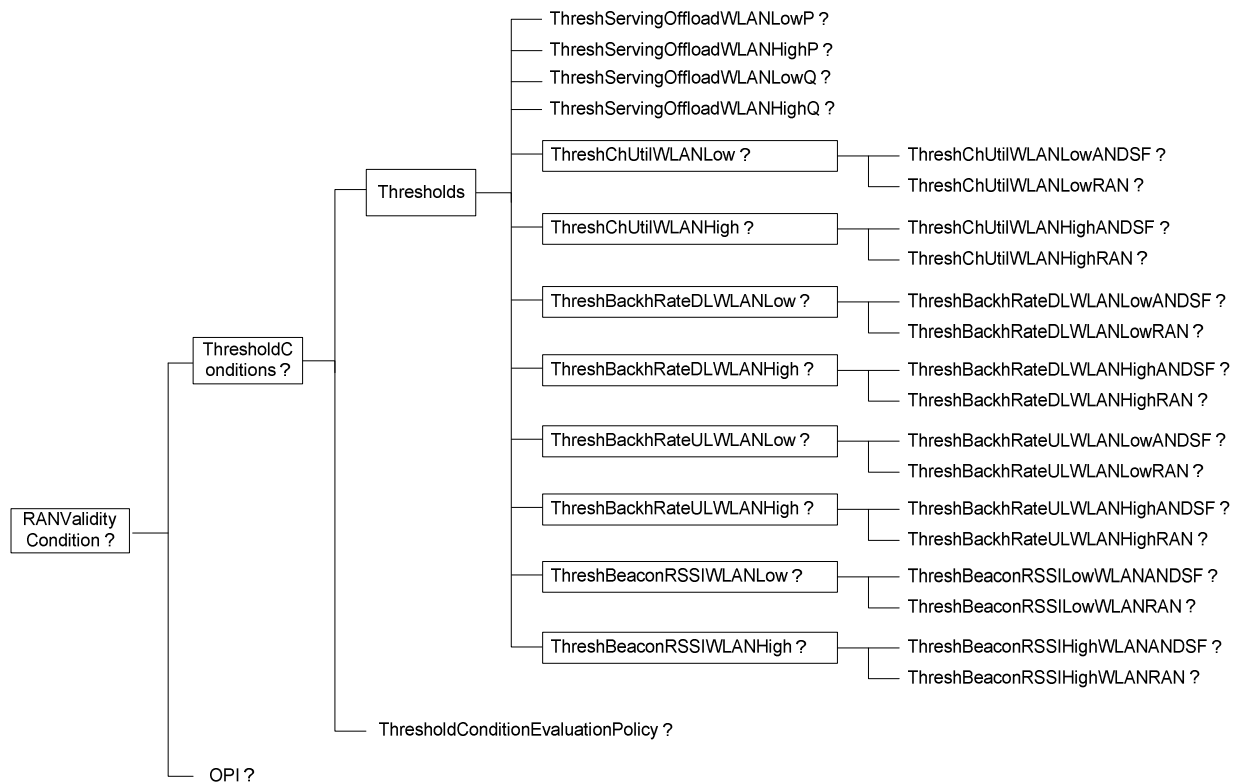 ThreshServingOffloadWLANLowP ?
ThreshServingOffloadWLANHighP ?
ThreshServingOffloadWLANLowQ ?
ThreshServingOffloadWLANHighQ ?
ThreshChUtilWLANLow ?
ThreshChUtilWLANLowANDSF ?
ThreshChUtilWLANLowRAN ?
Thresholds
ThreshChUtilWLANHigh ?
ThreshChUtilWLANHighANDSF ?
ThreshChUtilWLANHighRAN ?
ThreshBackhRateDLWLANLow ?
ThreshBackhRateDLWLANLowANDSF ?
ThreshBackhRateDLWLANLowRAN ?
ThresholdC
onditions ?
ThreshBackhRateDLWLANHigh ?
ThreshBackhRateDLWLANHighANDSF ?
ThreshBackhRateDLWLANHighRAN ?
ThreshBackhRateULWLANLow ?
ThreshBackhRateULWLANLowANDSF ?
ThreshBackhRateULWLANLowRAN ?
RANValidity
Condition ?
ThreshBackhRateULWLANHigh ?
ThreshBackhRateULWLANHighANDSF ?
ThreshBackhRateULWLANHighRAN ?
ThreshBeaconRSSIWLANLow ?
ThreshBeaconRSSILowWLANANDSF ?
ThreshBeaconRSSILowWLANRAN ?
ThreshBeaconRSSIWLANHigh ?
ThreshBeaconRSSIHighWLANANDSF ?
ThreshBeaconRSSIHighWLANRAN ?
ThresholdConditionEvaluationPolicy ?
OPI ?